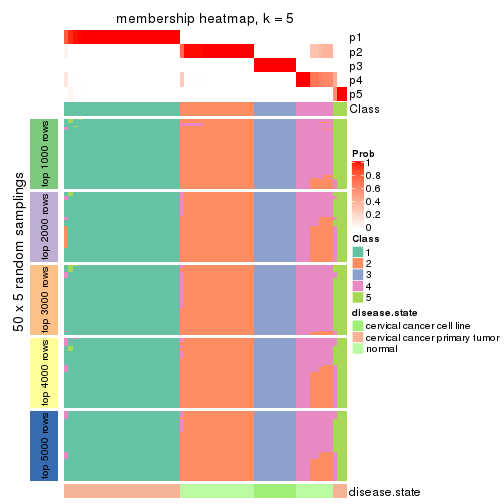 membership heatmap, k = 5
p1
p2
p3
p4
p5
Class
50 x 5 random samplings
top 1000 rows
top 2000 rows
top 3000 rows
top 4000 rows
top 5000 rows
Prob
1
0.8
0.6
0.4
0.2
0
Class
1
2
3
4
5
disease.state
cervical cancer cell line
cervical cancer primary tumor
normal
disease.state